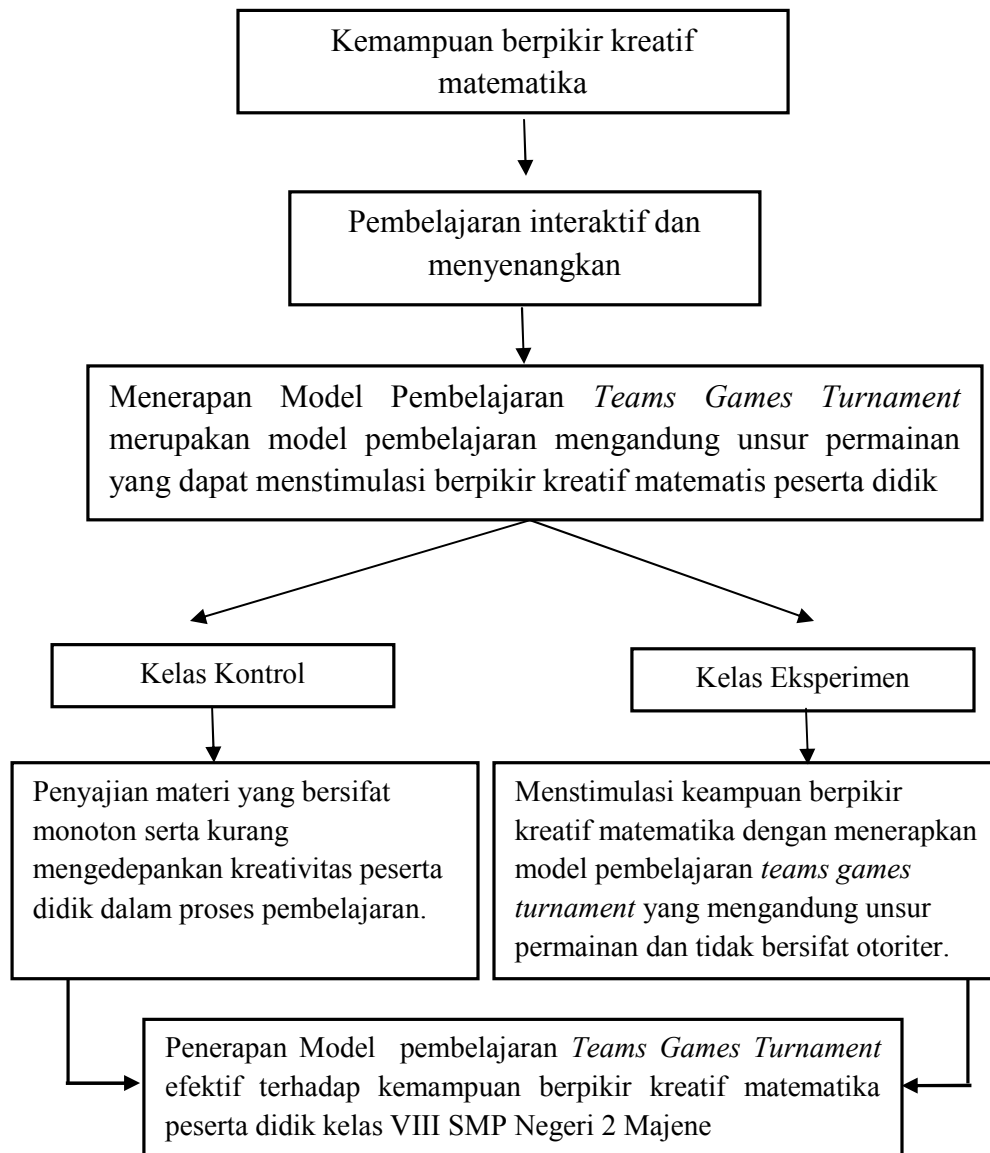 Kemampuan berpikir kreatif
matematika
Pembelajaran interaktif dan
menyenangkan
Menerapan Model Pembelajaran Teams Games Turnament
merupakan model pembelajaran mengandung unsur permainan
yang dapat menstimulasi berpikir kreatif matematis peserta didik
Kelas Kontrol
Kelas Eksperimen
Penyajian materi yang bersifat
monoton serta kurang
mengedepankan kreativitas peserta
didik dalam proses pembelajaran.
Menstimulasi keampuan berpikir
kreatif matematika dengan menerapkan
model pembelajaran teams games
turnament yang mengandung unsur
permainan dan tidak bersifat otoriter.
Penerapan Model pembelajaran Teams Games Turnament
efektif terhadap kemampuan berpikir kreatif matematika
peserta didik kelas VIII SMP Negeri 2 Majene